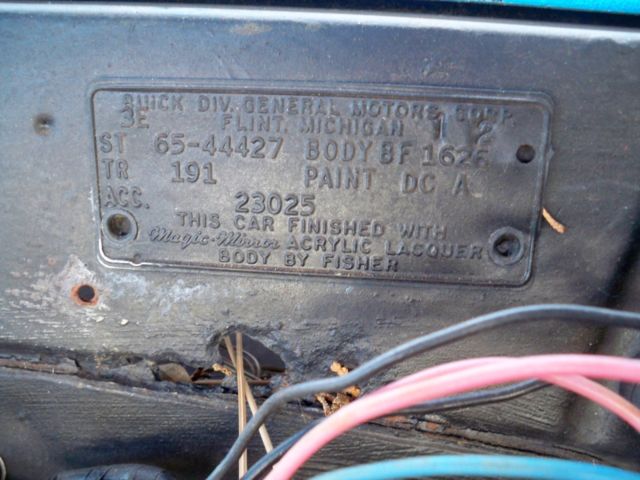 BUICK DIV. GENERAL MOTORS CORP.
3E FLINT. MICHIGAN 1 2
ST 65-44427 BODY BF 1626
TR 191 PAINT DC A
ACC. 23025
THIS CAR FINISHED WITH
Magic-Mirror ACRYLIC LACQUER
BODY BY FISHER